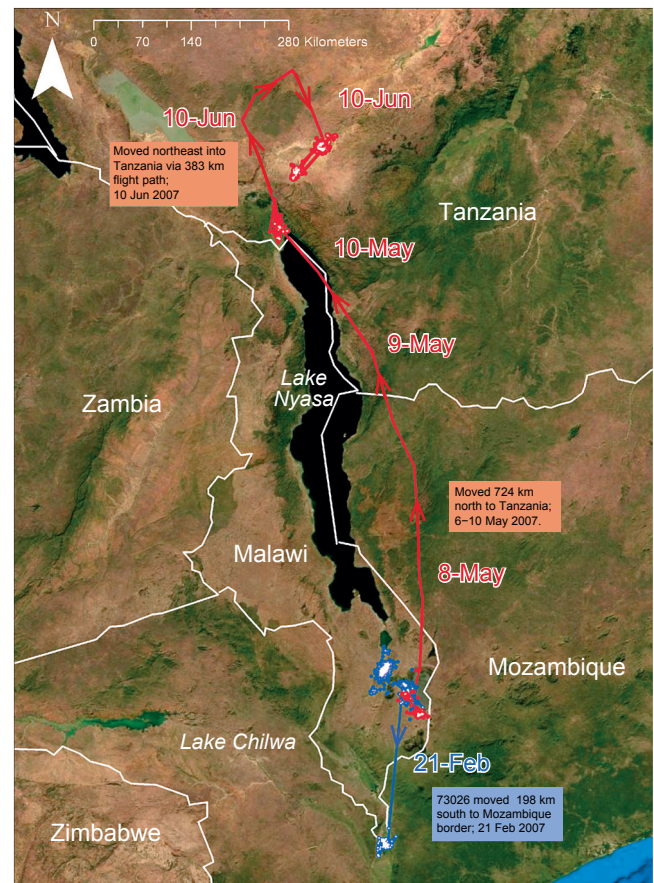 N
0 70 140 280 Kilometers
10-Jun
10-Jun
Moved northeast into
Tanzania via 383 km
flight path;
10 Jun 2007
Tanzania
10-May
9-May
Lake
Nyasa
Zambia
Moved 724 km
north to Tanzania;
6–10 May 2007.
Malawi
8-May
Mozambique
Lake Chilwa
21-Feb
73026 moved 198 km
south to Mozambique
border; 21 Feb 2007
Zimbabwe